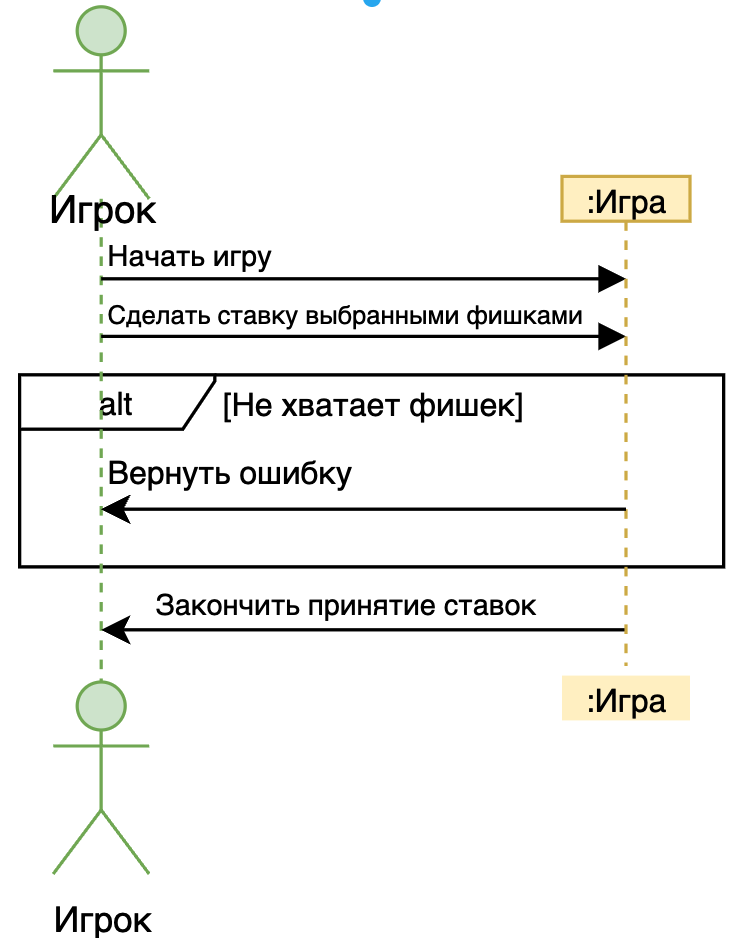 Игрок
:Игра
Начать игру
Сделать ставку выбранными фишками
alt [Не хватает фишек]
Вернуть ошибку
Закончить принятие ставок
:Игра
Игрок